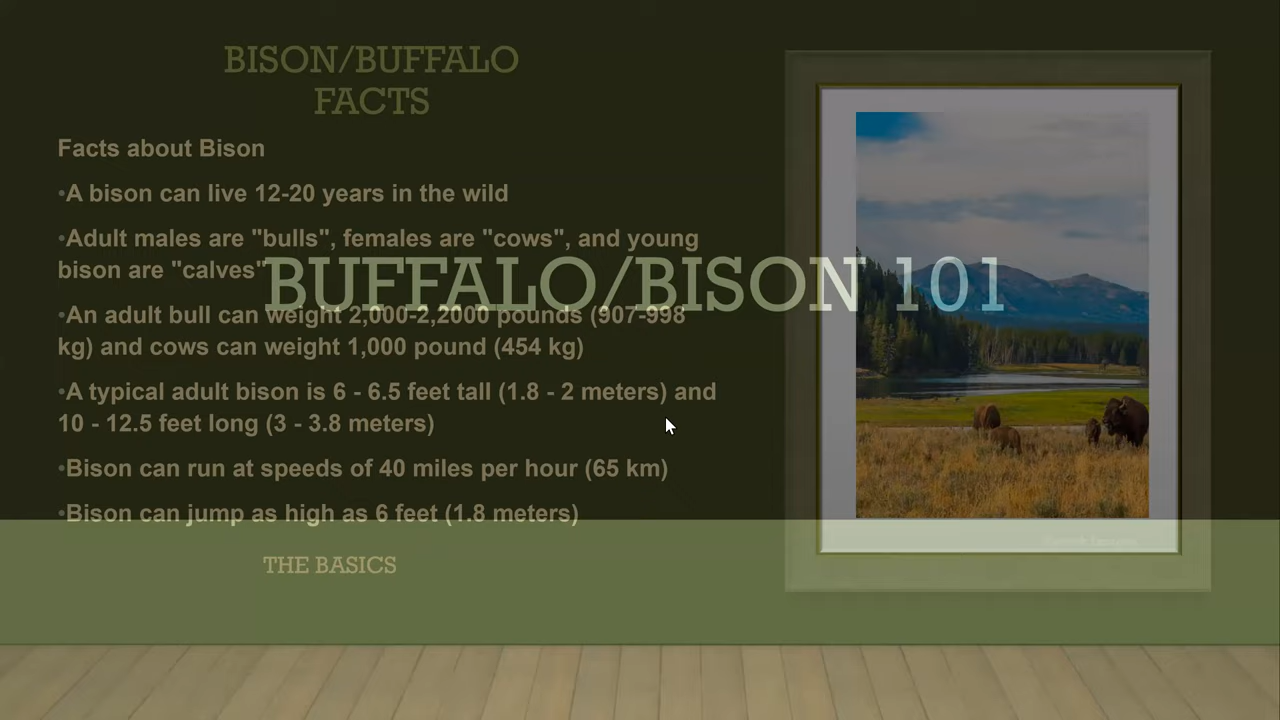 BISON/BUFFALO
FACTS
Facts about Bison
•A bison can live 12-20 years in the wild
•Adult males are "bulls", females are "cows", and young
bison are "calves"
BUFFALO/BISON 101
•An adult bull can weight 2,000-2,2000 pounds (907-998
kg) and cows can weight 1,000 pound (454 kg)
•A typical adult bison is 6 - 6.5 feet tall (1.8 - 2 meters) and
10 - 12.5 feet long (3 - 3.8 meters)
•Bison can run at speeds of 40 miles per hour (65 km)
•Bison can jump as high as 6 feet (1.8 meters)
THE BASICS